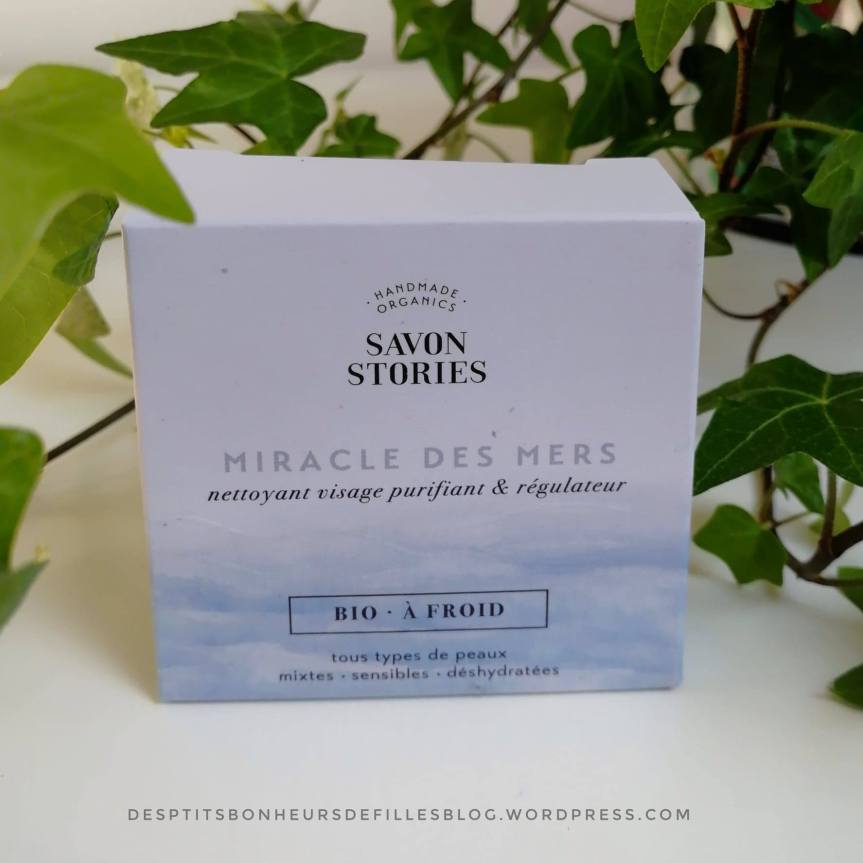 · HANDMADE ·
ORGANICS
SAVON
STORIES
MIRACLE DES MERS
nettoyant visage purifiant & régulateur
BIO · À FROID
tous types de peaux
mixtes · sensibles · déshydratées
DESPTITSBONHEURSDEFILLESBLOG.WORDPRESS.COM